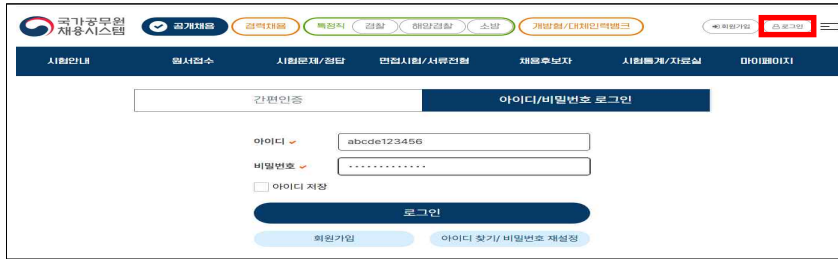 국가공무원
채용시스템
공개채용 경력채용 특정직 경찰 해양경찰 소방 개방형/대체인력뱅크 회원가입 로그인
시험안내 원서접수 시험문제/정답 면접시험/서류전형 채용후보자 시험통계/자료실 마이페이지
간편인증 아이디/비밀번호 로그인
아이디 abcde123456
비밀번호 ·············
아이디 저장
로그인
회원가입 아이디 찾기/ 비밀번호 재설정